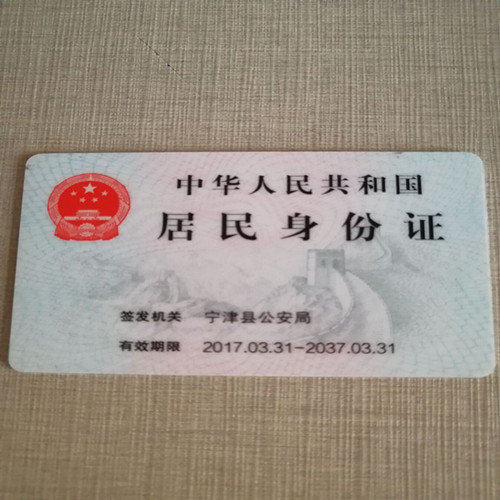 中华人民共和国
居民身份证
签发机关 宁津县公安局
有效期限 2017.03.31-2037.03.31